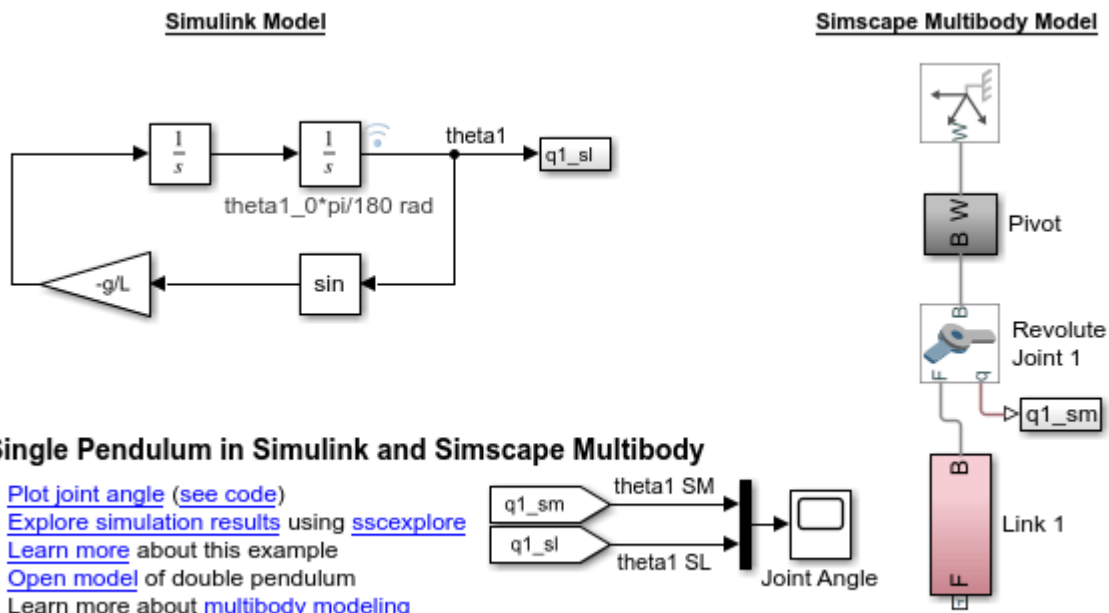 Simulink Model
Simscape Multibody Model
W
1
s
1
s
theta1
q1_sl
theta1_0*pi/180 rad
B W
Pivot
-g/L
sin
B
Revolute
Joint 1
F
q
q1_sm
Single Pendulum in Simulink and Simscape Multibody
B
Plot joint angle (see code)
Explore simulation results using sscexplore
Learn more about this example
Open model of double pendulum
Learn more about multibody modeling
q1_sm
theta1 SM
q1_sl
theta1 SL
Joint Angle
Link 1
F